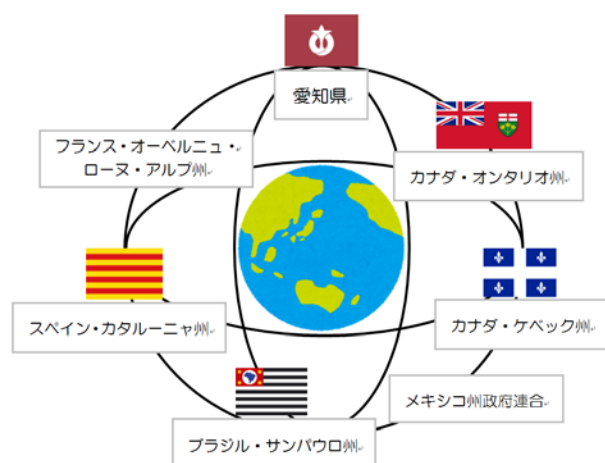 愛知県
フランス・オーベルニュ・
ローヌ・アルプ州
カナダ・オンタリオ州
スペイン・カタルーニャ州
カナダ・ケベック州
メキシコ州政府連合
ブラジル・サンパウロ州